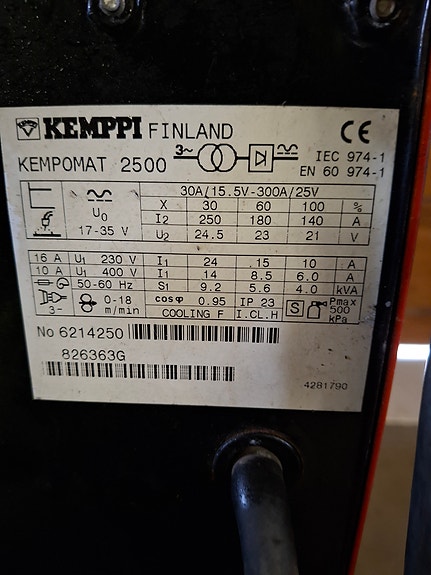 KEMPPI FINLAND
CE
KEMPOMAT 2500 3~ IEC 974-1
EN 60 974-1
30A/15.5V-300A/25V
U0 X 30 60 100 %
I2 250 180 140 A
17-35 V U2 24.5 23 21 V
16 A U1 230 V I1 24 .15 10 A
10 A U1 400 V I1 14 8.5 6.0 A
50-60 Hz S1 9.2 5.6 4.0 kVA
3~ 0-18 m/min cosφ 0.95 IP 23 S Pmax 500 kPa
COOLING F I.CL.H
No 6214250
826363G
4281790